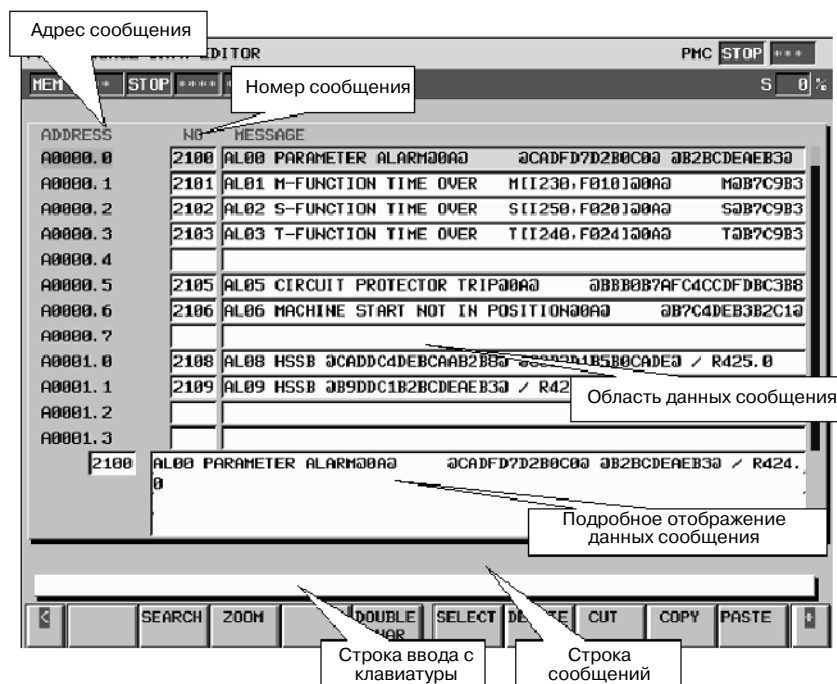 Адрес сообщения
EDITOR PMC STOP ***
MEM STOP **** S 0 %
Номер сообщения
ADDRESS NO MESSAGE
A0000.0 2100 AL00 PARAMETER ALARM@0A@ @CADFD7D2B0C0@ @B2BCDEAEB3@
A0000.1 2101 AL01 M-FUNCTION TIME OVER M[I230,F010]@0A@ M@B7C9B3
A0000.2 2102 AL02 S-FUNCTION TIME OVER S[I250,F020]@0A@ S@B7C9B3
A0000.3 2103 AL03 T-FUNCTION TIME OVER T[I240,F024]@0A@ T@B7C9B3
A0000.4
A0000.5 2105 AL05 CIRCUIT PROTECTOR TRIP@0A@ @BBB0B7AFC4CCDFDBC3B8
A0000.6 2106 AL06 MACHINE START NOT IN POSITION@0A@ @B7C4DEB3B2C1@
A0000.7
A0001.0 2108 AL08 HSSB @CADDC4DEBCAAB2B8@ / R425.0
A0001.1 2109 AL09 HSSB @B9DDC1B2BCDEAEB3@ / R42
Область данных сообщения
A0001.2
A0001.3
2100 AL00 PARAMETER ALARM@0A@ @CADFD7D2B0C0@ @B2BCDEAEB3@ / R424.
0
Подробное отображение
данных сообщения
< SEARCH ZOOM DOUBLE SELECT CUT COPY PASTE +
Строка ввода с
клавиатуры
Строка
сообщений